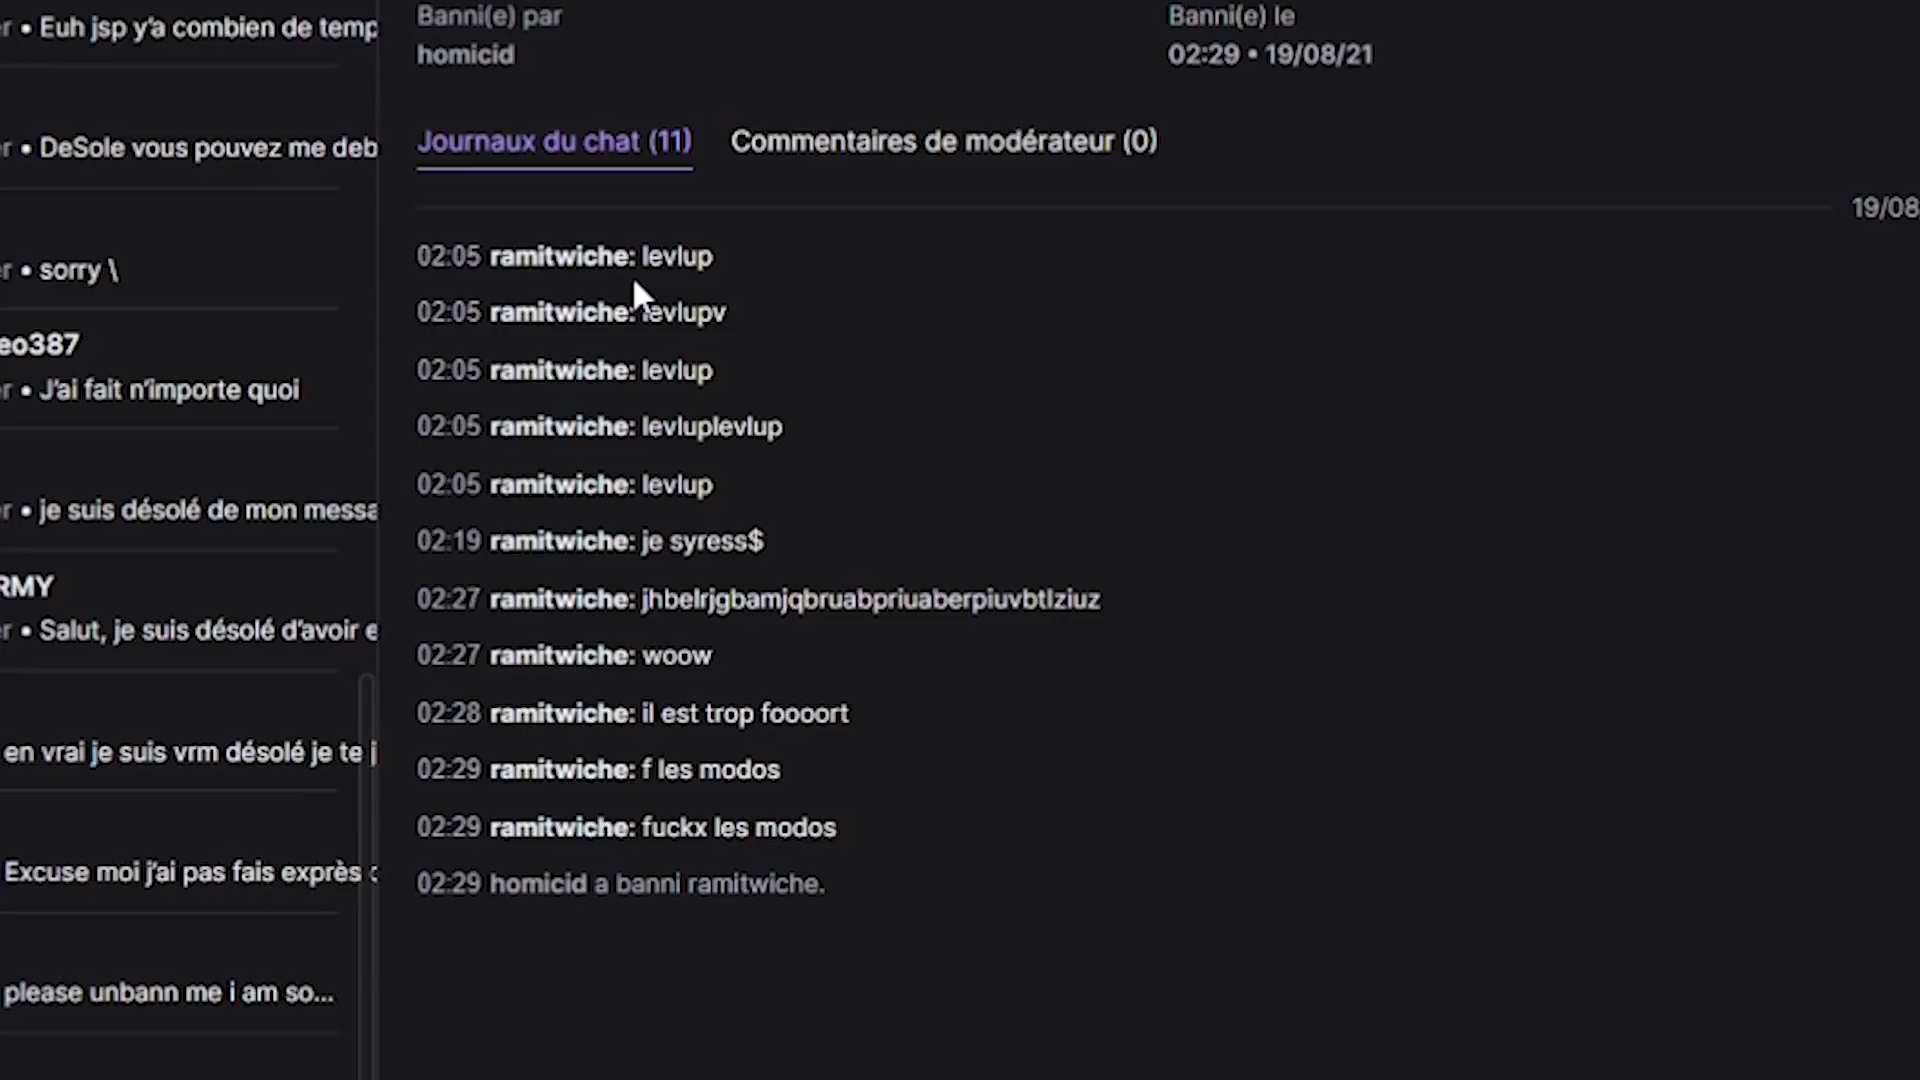 • Euh jsp y'a combien de temp
• DeSole vous pouvez me deb
• sorry \
eo387
• J'ai fait n'importe quoi
• je suis désolé de mon messa
RMY
• Salut, je suis désolé d'avoir e
en vrai je suis vrm désolé je te j
Excuse moi j'ai pas fais exprès
please unbann me i am so...
Banni(e) par
homicid
Banni(e) le
02:29 • 19/08/21
Journaux du chat (11)
Commentaires de modérateur (0)
19/08
02:05 ramitwiche: levlup
02:05 ramitwiche: levlupv
02:05 ramitwiche: levlup
02:05 ramitwiche: levluplevlup
02:05 ramitwiche: levlup
02:19 ramitwiche: je syress$
02:27 ramitwiche: jhbelrjgbamjqbruabpriuaberpiuvbtlziuz
02:27 ramitwiche: woow
02:28 ramitwiche: il est trop foooort
02:29 ramitwiche: f les modos
02:29 ramitwiche: fuckx les modos
02:29 homicid a banni ramitwiche.